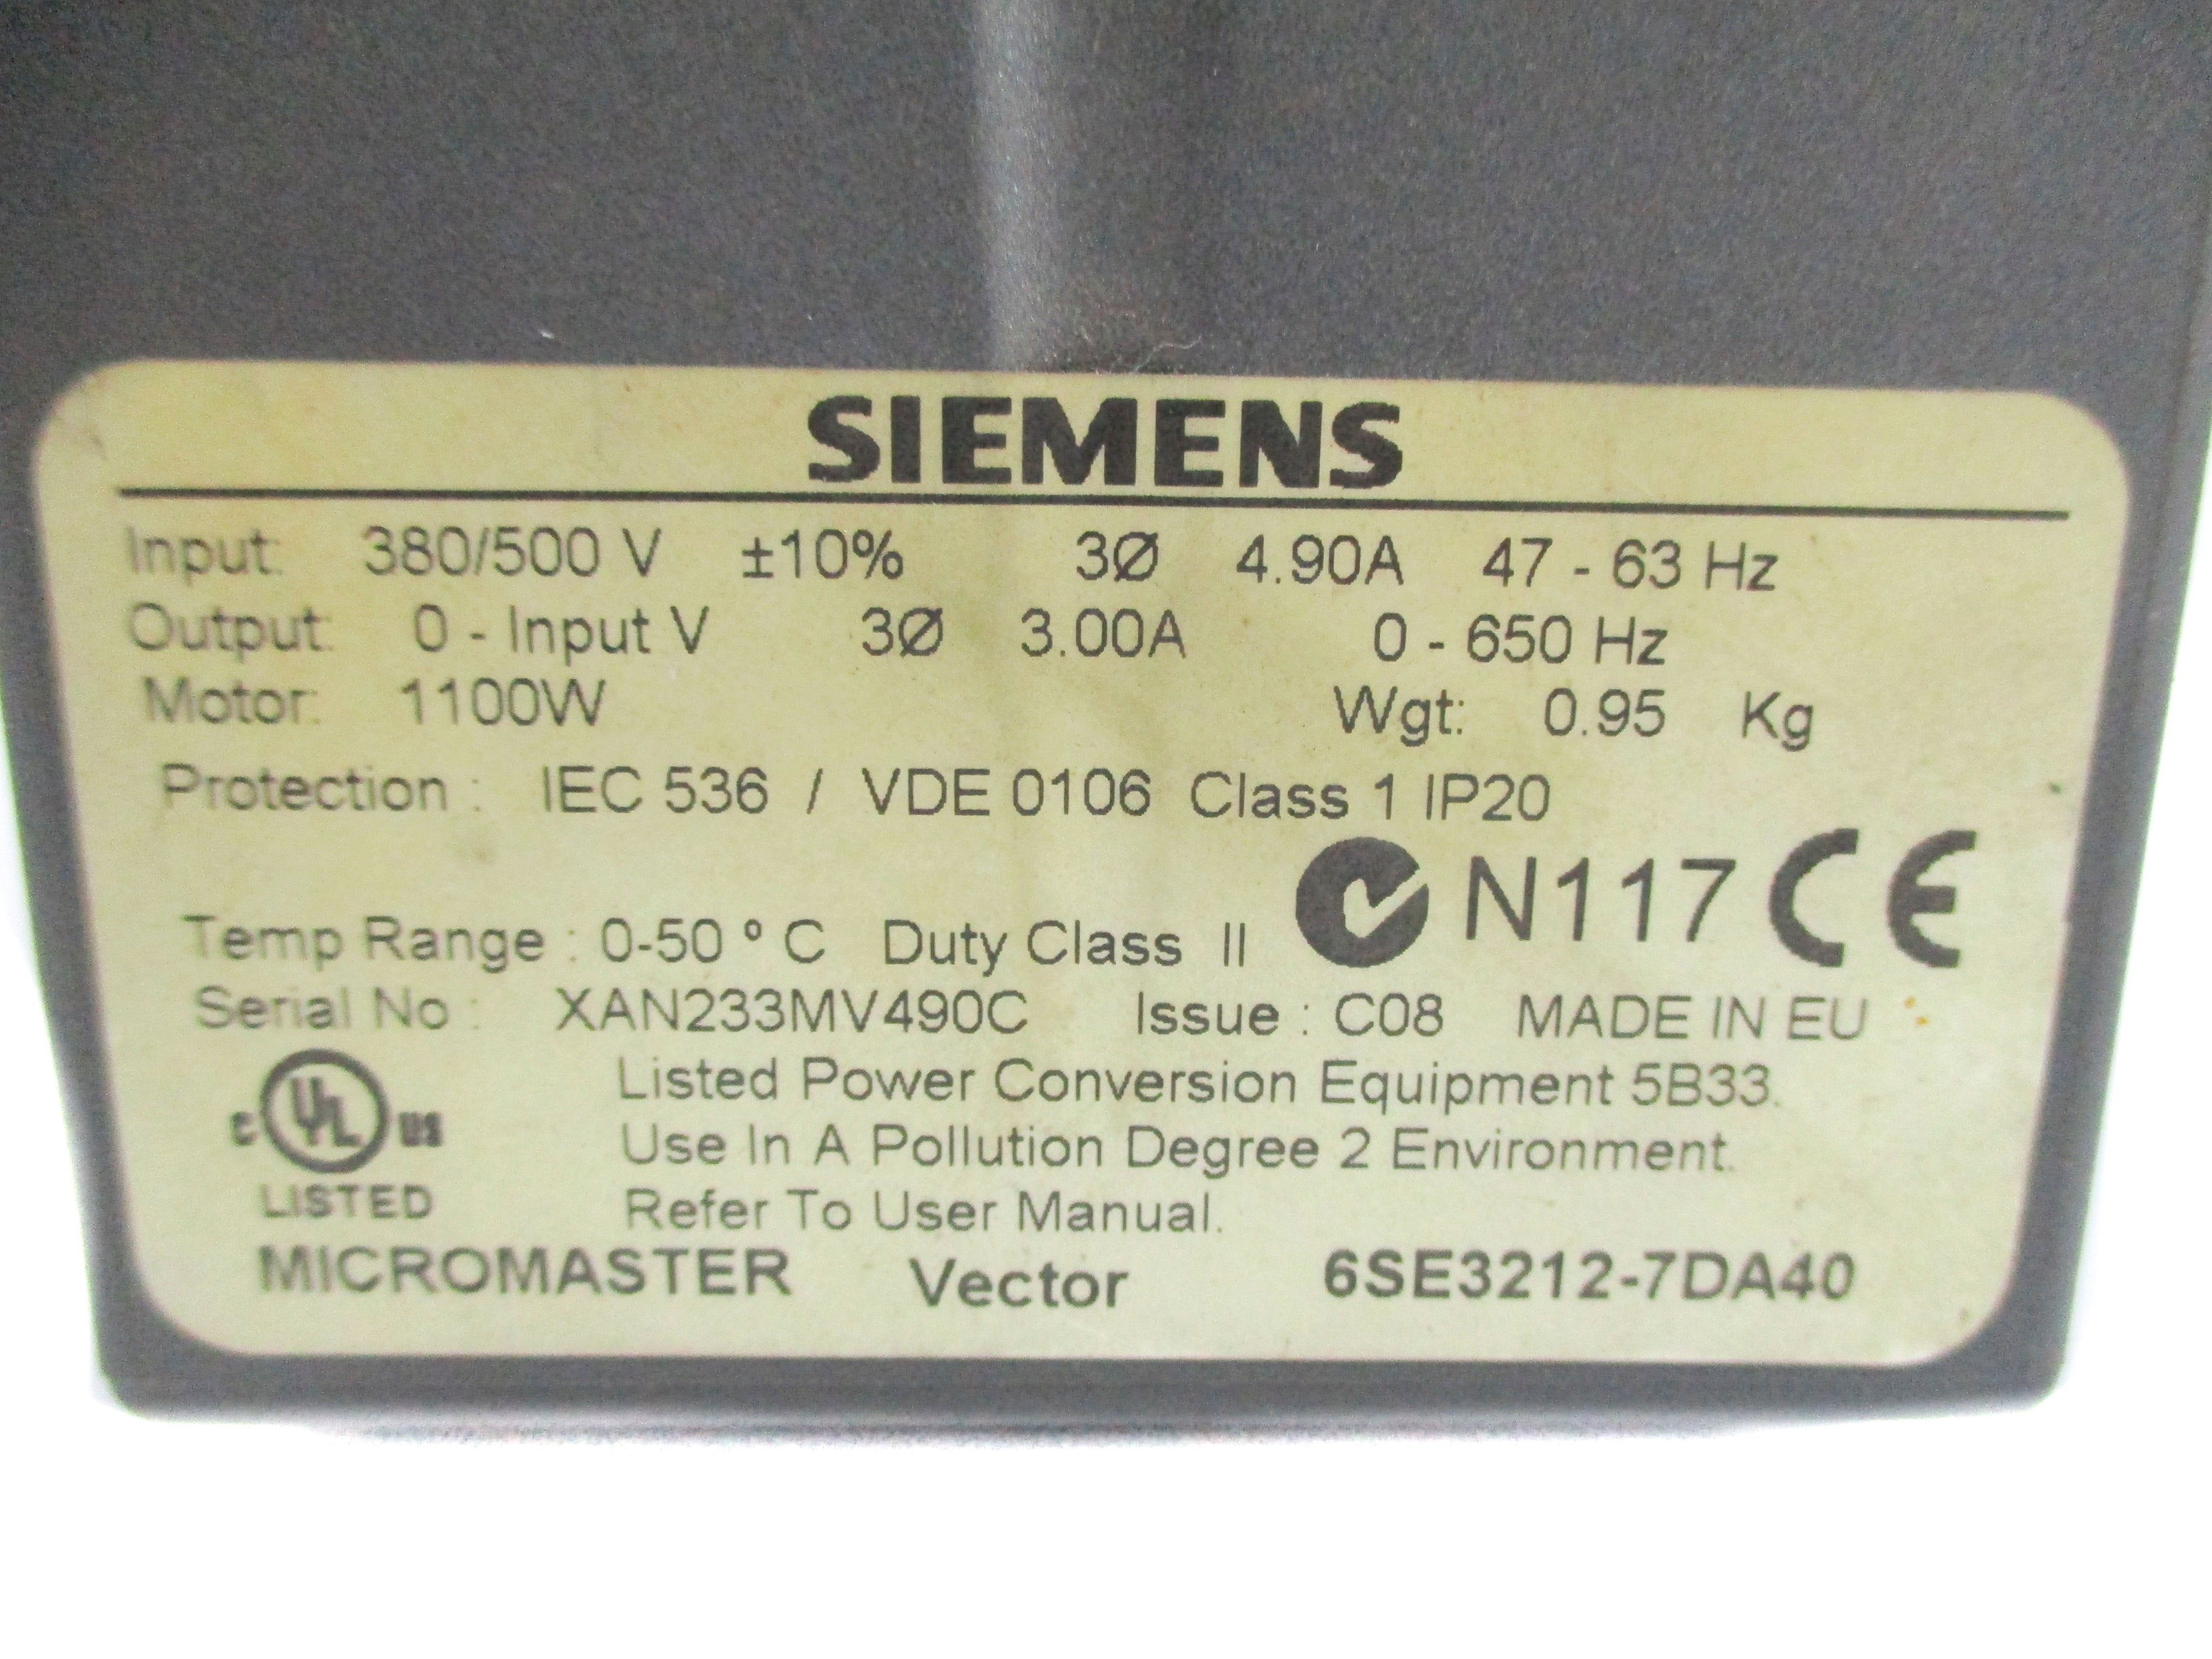 SIEMENS
Input: 380/500 V ±10% 3Ø 4.90A 47 - 63 Hz
Output: 0 - Input V 3Ø 3.00A 0 - 650 Hz
Motor: 1100W Wgt: 0.95 Kg
Protection : IEC 536 / VDE 0106 Class 1 IP20
N117 CE
Temp Range : 0-50 ° C Duty Class II
Serial No : XAN233MV490C Issue : C08 MADE IN EU
Listed Power Conversion Equipment 5B33.
c UL us Use In A Pollution Degree 2 Environment.
LISTED Refer To User Manual.
MICROMASTER Vector 6SE3212-7DA40